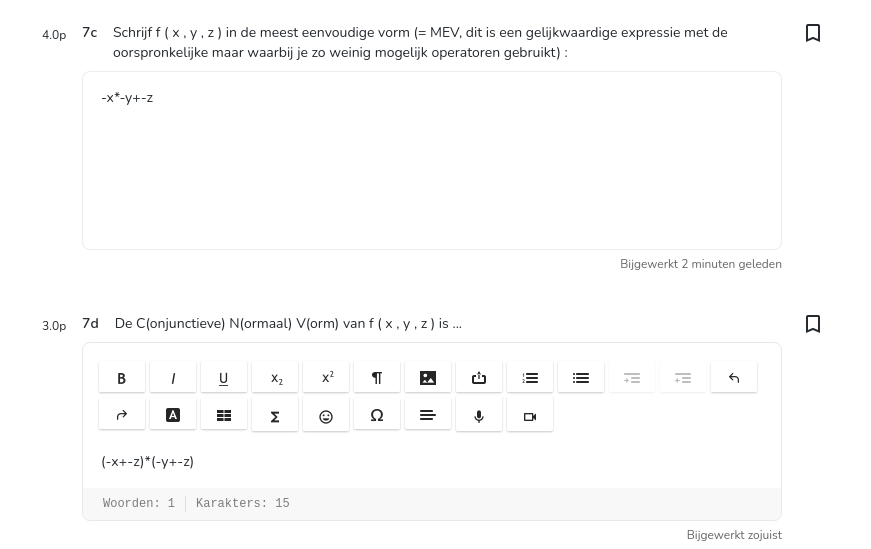 4.0p 7c Schrijf f ( x , y , z ) in de meest eenvoudige vorm (= MEV, dit is een gelijkwaardige expressie met de
oorspronkelijke maar waarbij je zo weinig mogelijk operatoren gebruikt) :
-x*-y+-z
Bijgewerkt 2 minuten geleden
3.0p 7d De C(onjunctieve) N(ormaal) V(orm) van f ( x , y , z ) is ...
B I U x₂ x² ¶
A Σ Ω
(-x+-z)*(-y+-z)
Woorden: 1 Karakters: 15
Bijgewerkt zojuist